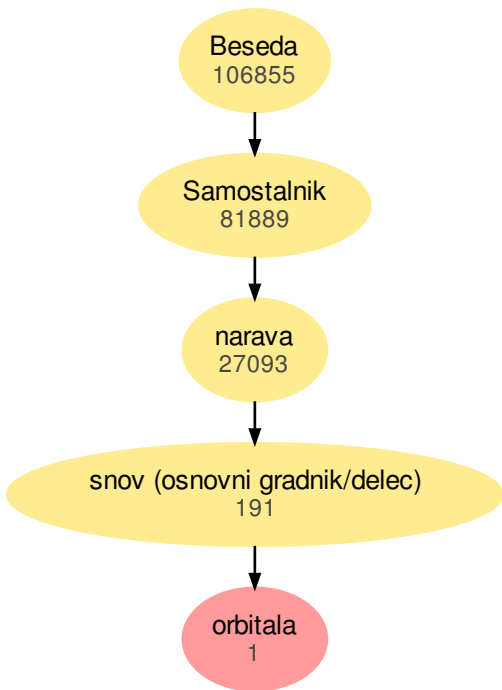 Beseda
106855
Samostalnik
81889
narava
27093
snov (osnovni gradnik/delec)
191
orbitala
1